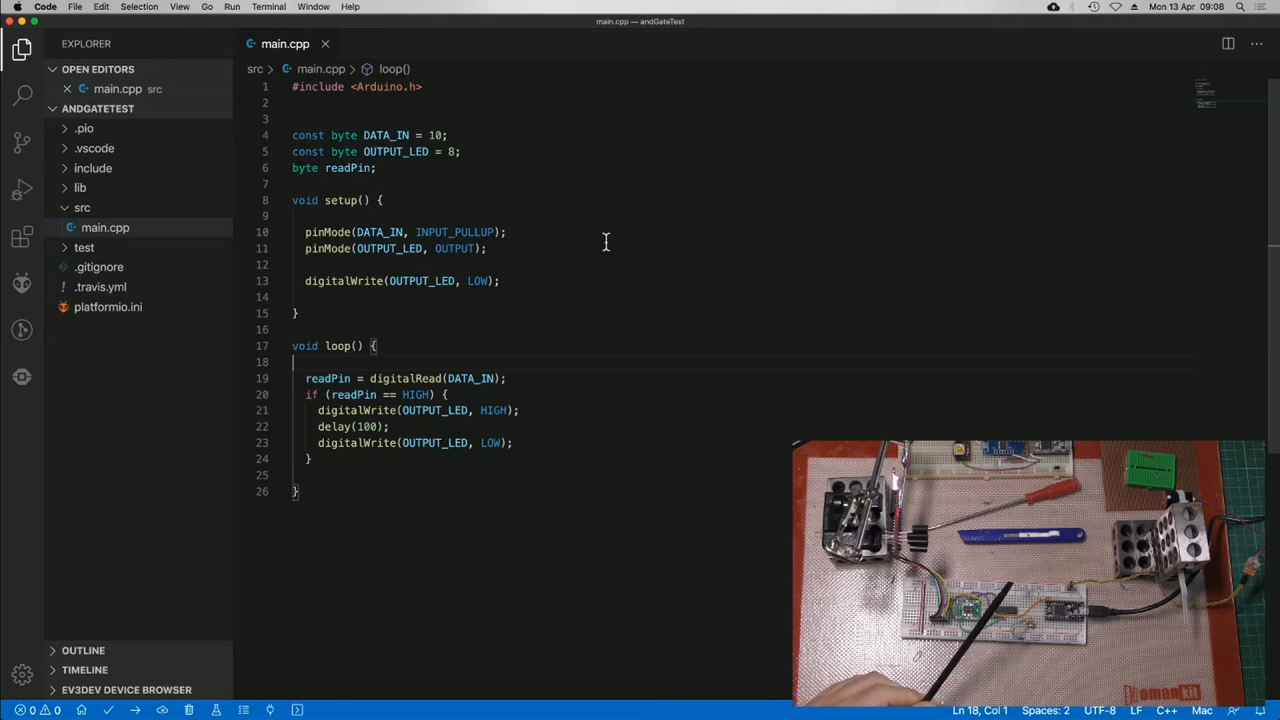 Code File Edit Selection View Go Run Terminal Window Help Mon 13 Apr 09:08
main.cpp — andGateTest
EXPLORER
OPEN EDITORS
main.cpp src
ANDGATETEST
.pio
.vscode
include
lib
src
main.cpp
test
.gitignore
.travis.yml
platformio.ini
OUTLINE
TIMELINE
EV3DEV DEVICE BROWSER
main.cpp
src > main.cpp > loop()
1 #include <Arduino.h>
2
3
4 const byte DATA_IN = 10;
5 const byte OUTPUT_LED = 8;
6 byte readPin;
7
8 void setup() {
9
10 pinMode(DATA_IN, INPUT_PULLUP);
11 pinMode(OUTPUT_LED, OUTPUT);
12
13 digitalWrite(OUTPUT_LED, LOW);
14
15 }
16
17 void loop() {
18
19 readPin = digitalRead(DATA_IN);
20 if (readPin == HIGH) {
21 digitalWrite(OUTPUT_LED, HIGH);
22 delay(100);
23 digitalWrite(OUTPUT_LED, LOW);
24 }
25
26 }
0 0 Ln 18, Col 1 Spaces: 2 UTF-8 LF C++ Mac